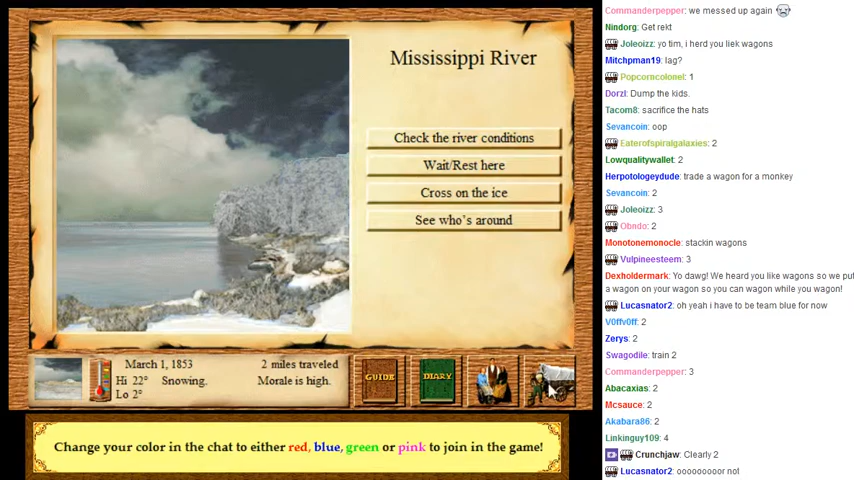 Mississippi River
Check the river conditions
Wait/Rest here
Cross on the ice
See who's around
March 1, 1853
2 miles traveled
Hi 22° Snowing.
Morale is high.
Lo 2°
GUIDE
DIARY
Change your color in the chat to either red, blue, green or pink to join in the game!
Commanderpepper: we messed up again
Nindorg: Get rekt
Joleoizz: yo tim, i herd you liek wagons
Mitchpman19: lag?
Popcorncolonel: 1
Dorzl: Dump the kids.
Tacom8: sacrifice the hats
Sevancoin: oop
Eaterofspiralgalaxies: 2
Lowqualitywallet: 2
Herpotologeydude: trade a wagon for a monkey
Sevancoin: 2
Joleoizz: 3
Obndo: 2
Monotonemonocle: stackin wagons
Vulpineesteem: 3
Dexholdermark: Yo dawg! We heard you like wagons so we put
a wagon on your wagon so you can wagon while you wagon!
Lucasnator2: oh yeah i have to be team blue for now
V0ffv0ff: 2
Zerys: 2
Swagodile: train 2
Commanderpepper: 3
Abacaxias: 2
Mcsauce: 2
Akabara86: 2
Linkinguy109: 4
Crunchjaw: Clearly 2
Lucasnator2: ooooooooor not